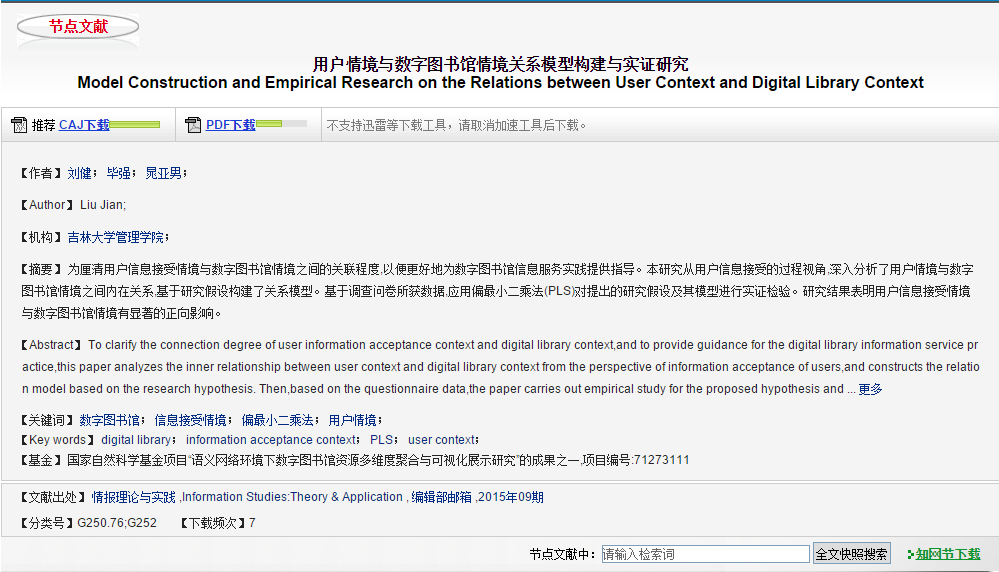 节点文献
用户情境与数字图书馆情境关系模型构建与实证研究
Model Construction and Empirical Research on the Relations between User Context and Digital Library Context
推荐 CAJ下载 PDF下载 不支持迅雷等下载工具，请取消加速工具后下载。
【作者】 刘健； 毕强； 晁亚男；
【Author】 Liu Jian;
【机构】 吉林大学管理学院；
【摘要】 为厘清用户信息接受情境与数字图书馆情境之间的关联程度,以便更好地为数字图书馆信息服务实践提供指导。本研究从用户信息接受的过程视角,深入分析了用户情境与数字
图书馆情境之间内在关系,基于研究假设构建了关系模型。基于调查问卷所获数据,应用偏最小二乘法(PLS)对提出的研究假设及其模型进行实证检验。研究结果表明用户信息接受情境
与数字图书馆情境有显著的正向影响。
【Abstract】 To clarify the connection degree of user information acceptance context and digital library context,and to provide guidance for the digital library information service pr
actice,this paper analyzes the inner relationship between user context and digital library context from the perspective of information acceptance of users,and constructs the relatio
n model based on the research hypothesis. Then,based on the questionnaire data,the paper carries out empirical study for the proposed hypothesis and ... 更多
【关键词】 数字图书馆； 信息接受情境； 偏最小二乘法； 用户情境；
【Key words】 digital library； information acceptance context； PLS； user context；
【基金】 国家自然科学基金项目“语义网络环境下数字图书馆资源多维度聚合与可视化展示研究”的成果之一,项目编号:71273111
【文献出处】 情报理论与实践 ,Information Studies:Theory & Application , 编辑部邮箱 ,2015年09期
【分类号】G250.76;G252 【下载频次】7
节点文献中： 请输入检索词 全文快照搜索 知网节下载